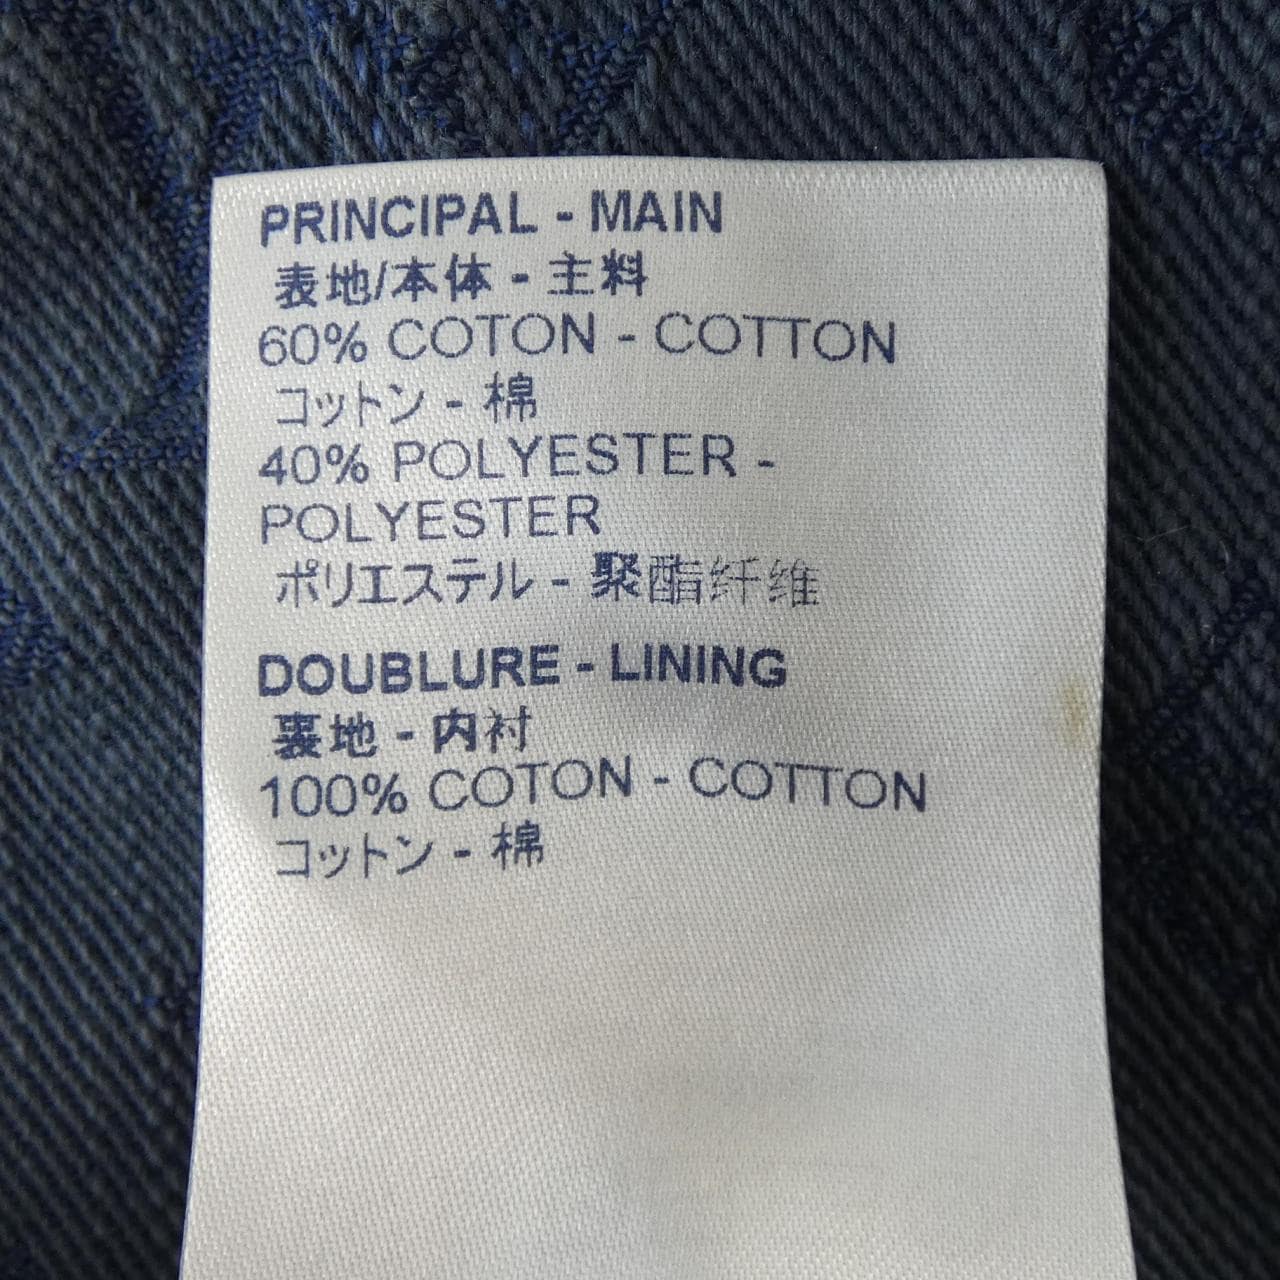 PRINCIPAL - MAIN
表地/本体 - 主料
60% COTON - COTTON
コットン - 棉
40% POLYESTER -
POLYESTER
ポリエステル - 聚酯纤维
DOUBLURE - LINING
裏地 - 内衬
100% COTON - COTTON
コットン - 棉